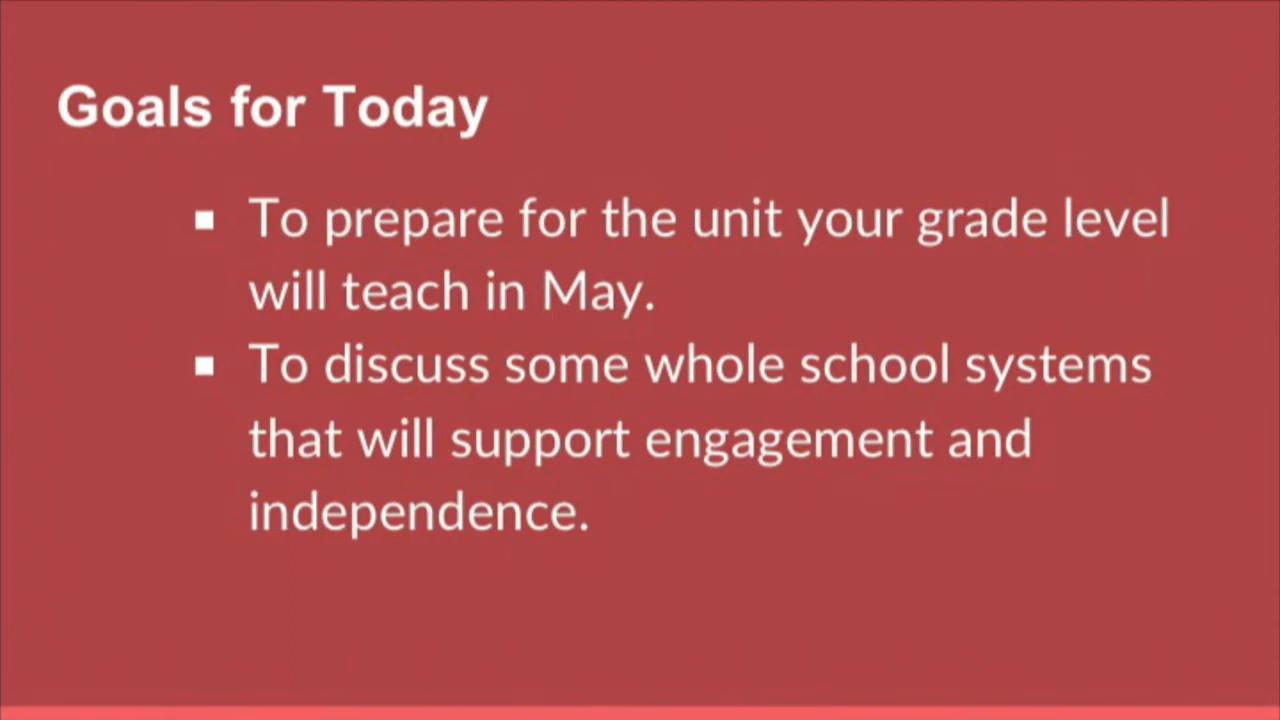 Goals for Today
▪ To prepare for the unit your grade level
will teach in May.
▪ To discuss some whole school systems
that will support engagement and
independence.